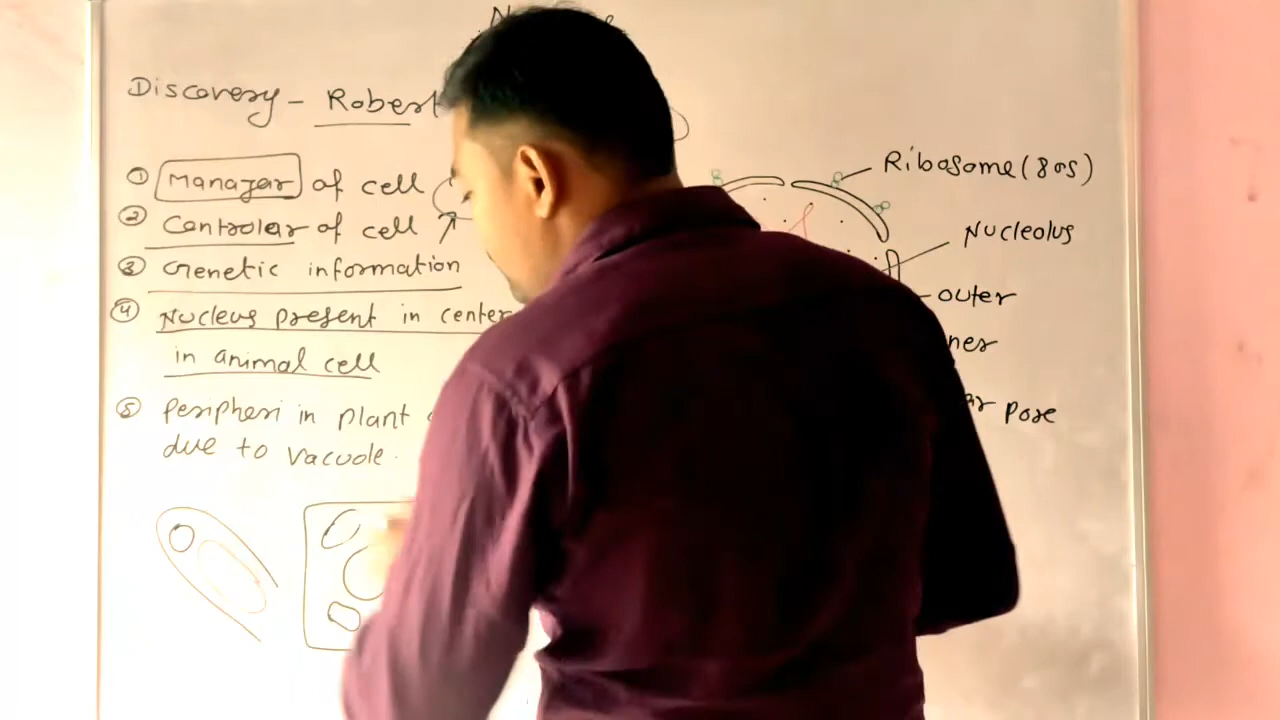 Discovery - Robert
① Manager of cell
② Controlar of cell
③ Genetic information
④ Nucleus present in center
in animal cell
⑤ Peripheri in plant
due to vacuole.
Ribosome (80s)
Nucleolus
outer
pore